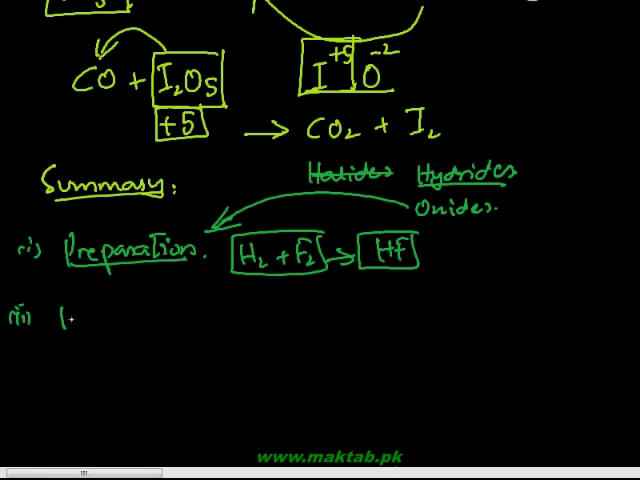 CO + I2O5 I+5 O-2
+5 → CO2 + I2
Summary:
Halides Hydrides
Oxides.
(i) Preparation. H2 + F2 → HF
(ii)
www.maktab.pk